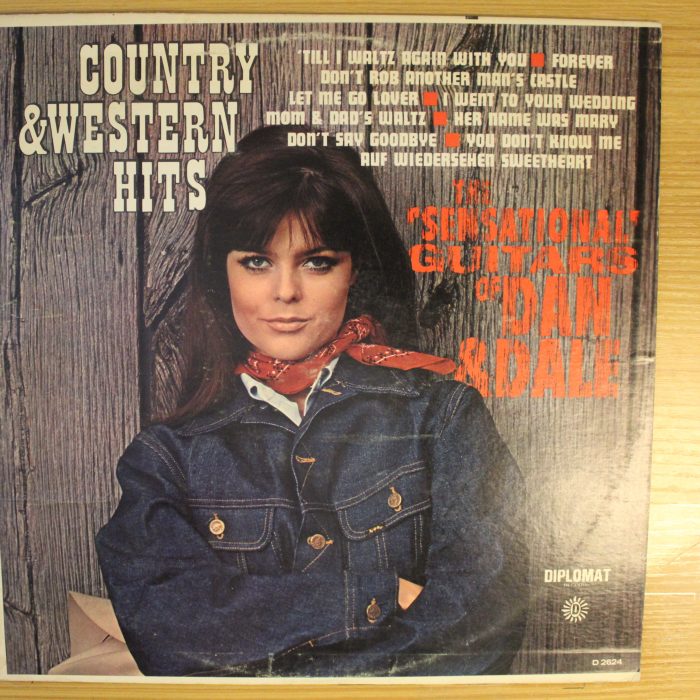 COUNTRY
&WESTERN
HITS
'TILL I WALTZ AGAIN WITH YOU ■ FOREVER
DON'T ROB ANOTHER MAN'S CASTLE
LET ME GO LOVER ■ I WENT TO YOUR WEDDING
MOM & DAD'S WALTZ ■ HER NAME WAS MARY
DON'T SAY GOODBYE ■ YOU DON'T KNOW ME
AUF WIEDERSEHEN SWEETHEART
THE
"SENSATIONAL"
GUITARS
OF DAN
&DALE
DIPLOMAT
RECORDS
D
D 2624